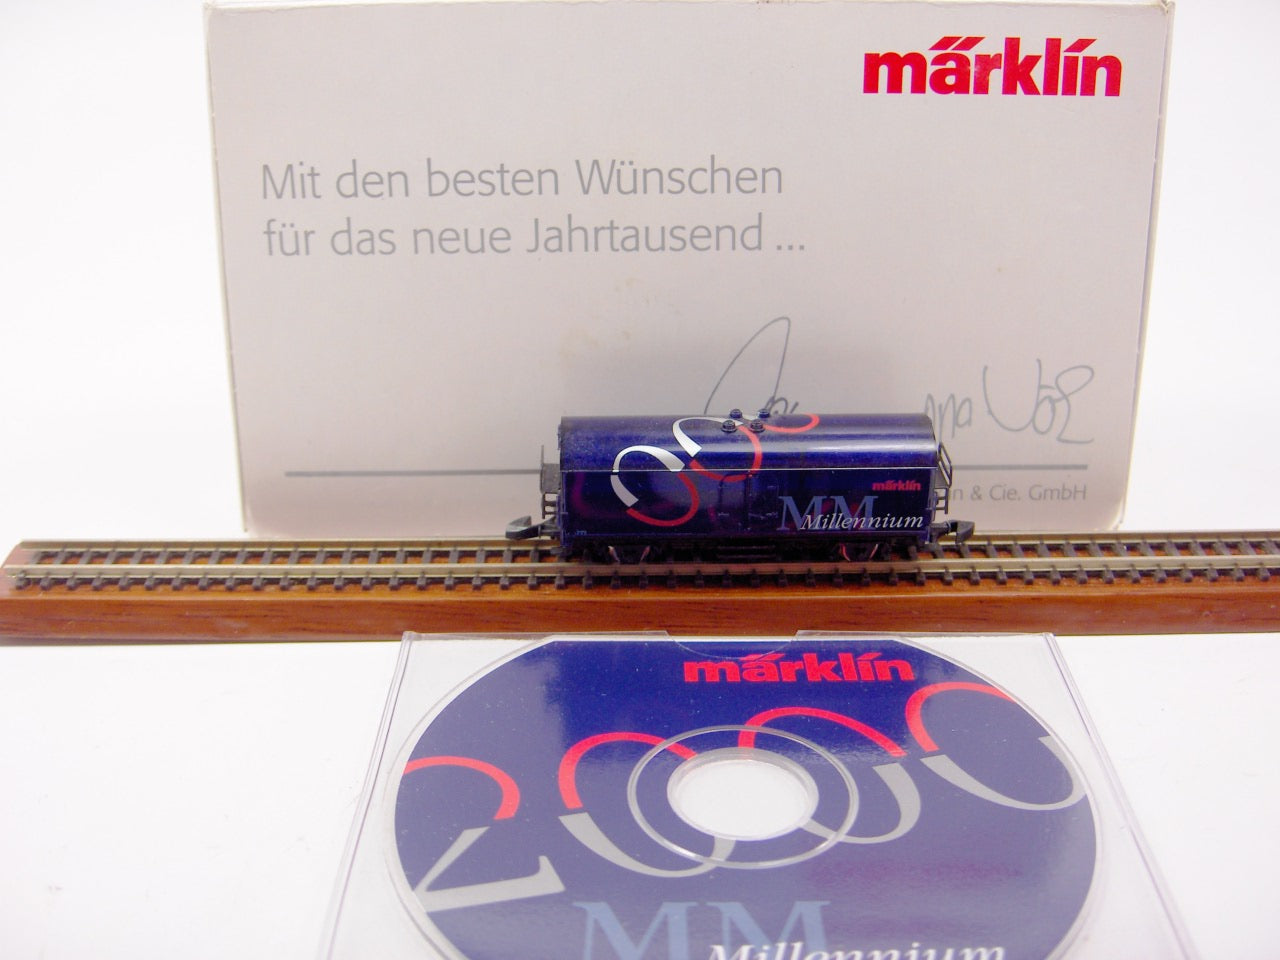 märklin
Mit den besten Wünschen
für das neue Jahrtausend ...
& Cie. GmbH
märklin
MM
Millennium
märklin
2000
MM
Millennium